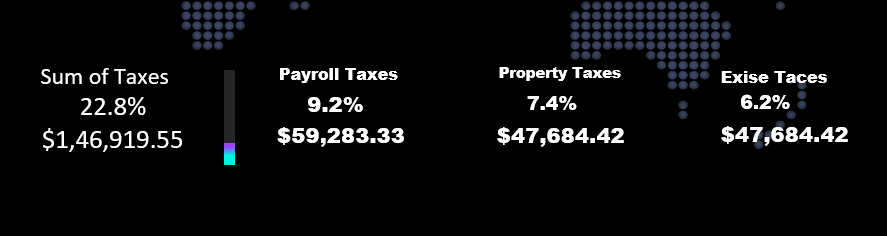 Sum of Taxes
22.8%
$1,46,919.55
Payroll Taxes
9.2%
$59,283.33
Property Taxes
7.4%
$47,684.42
Exise Taces
6.2%
$47,684.42